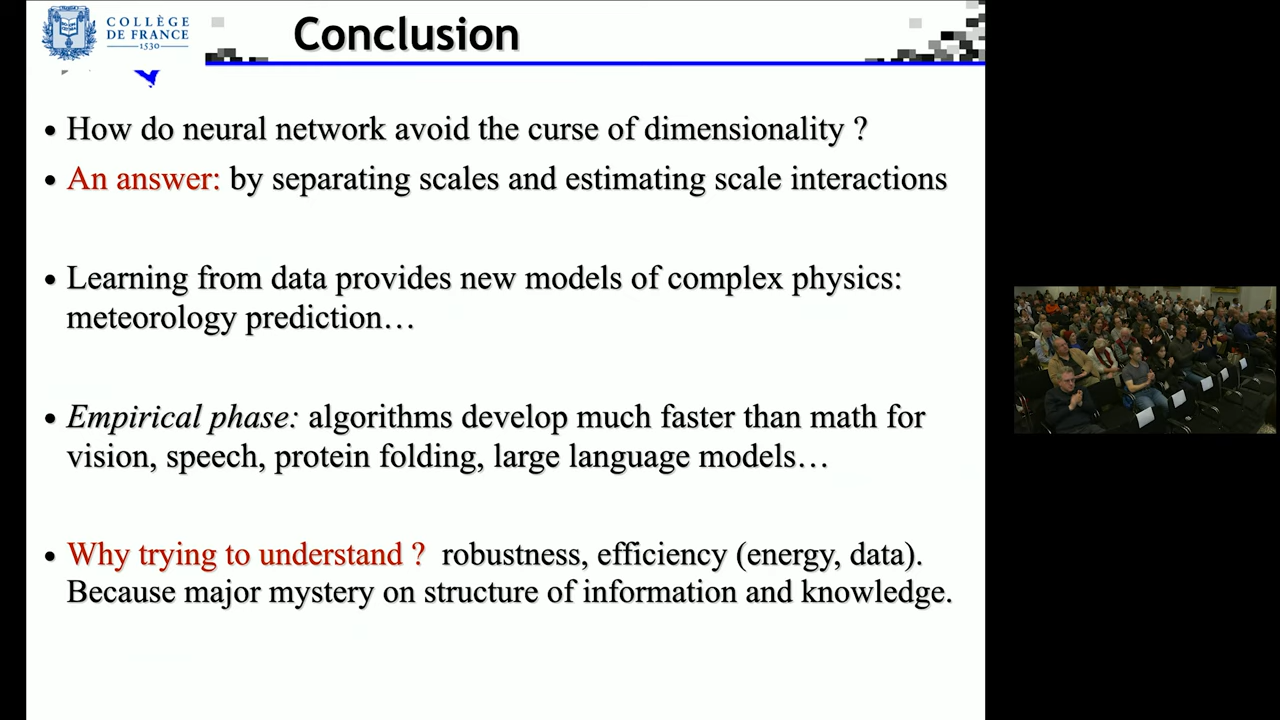 COLLÈGE
DE FRANCE
1530
Conclusion
• How do neural network avoid the curse of dimensionality ?
• An answer: by separating scales and estimating scale interactions
• Learning from data provides new models of complex physics:
meteorology prediction…
• Empirical phase: algorithms develop much faster than math for
vision, speech, protein folding, large language models…
• Why trying to understand ? robustness, efficiency (energy, data).
Because major mystery on structure of information and knowledge.